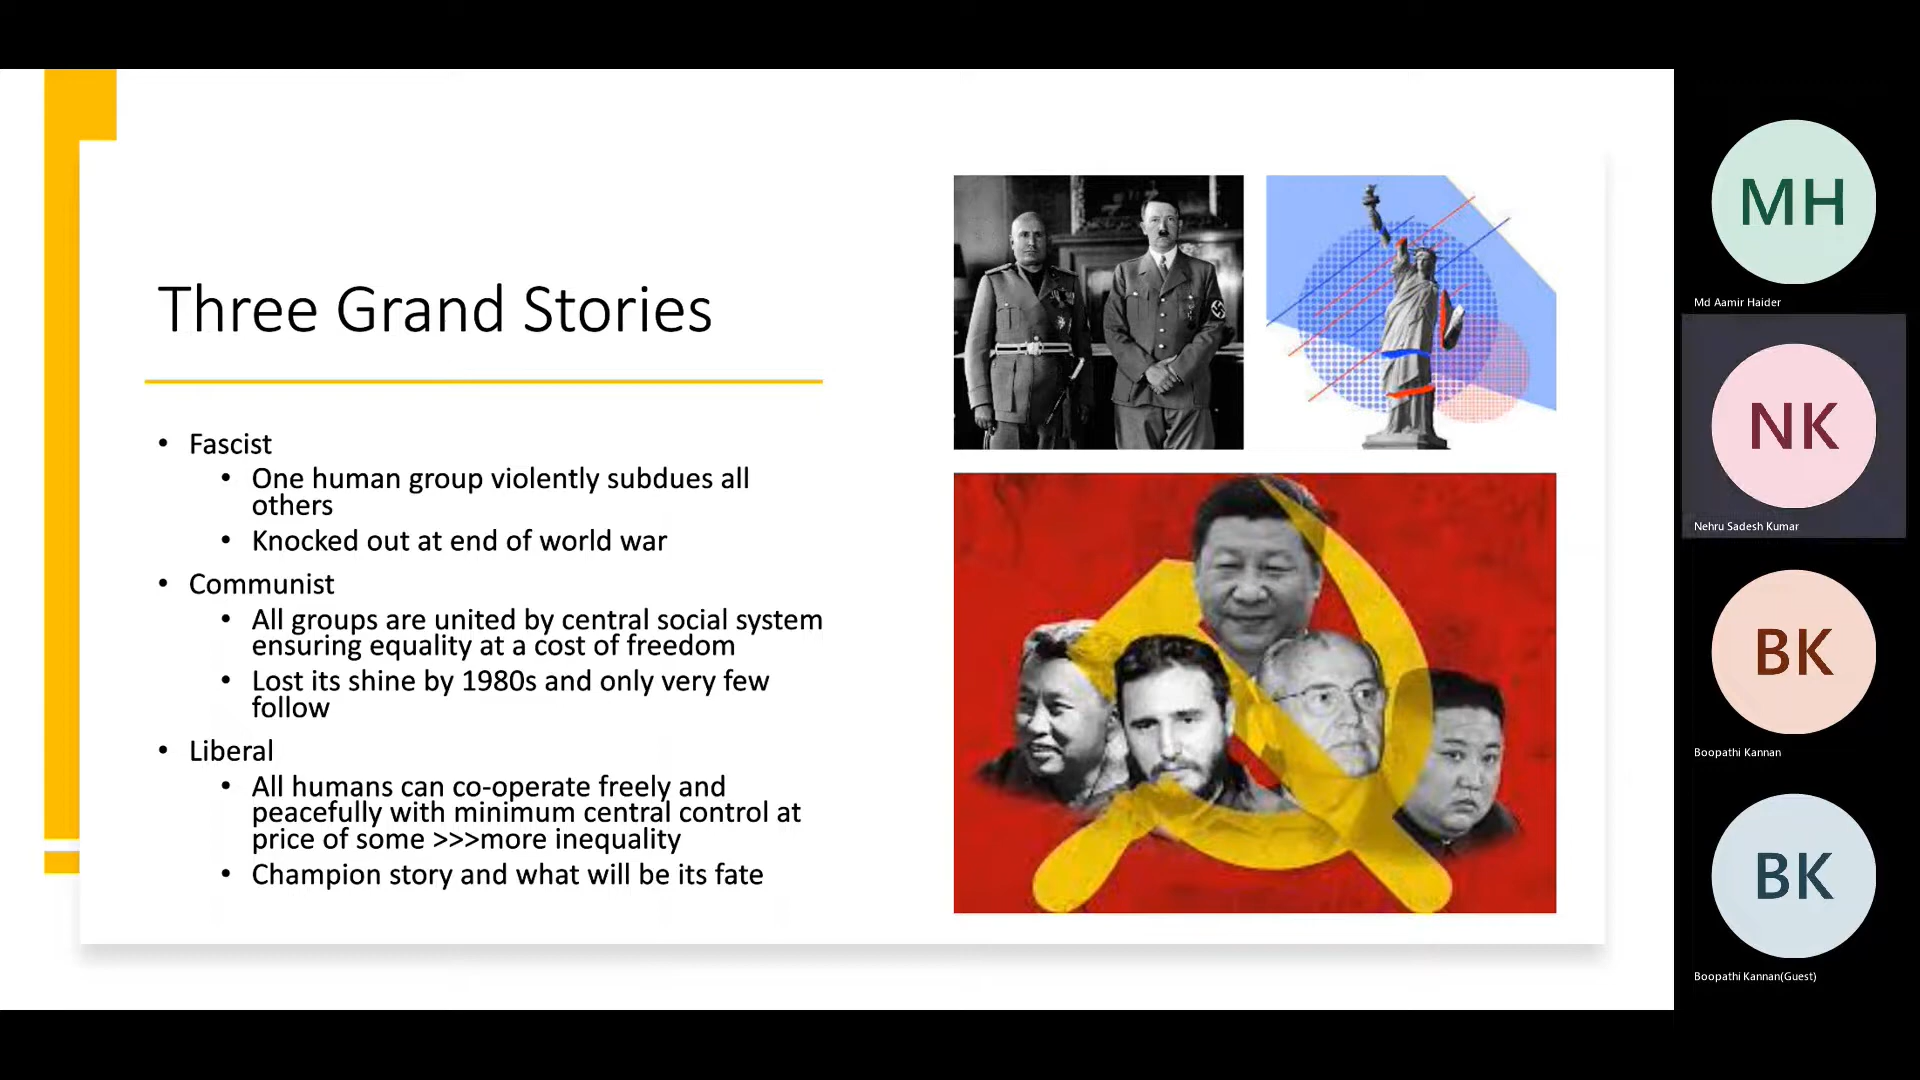 Three Grand Stories
• Fascist
• One human group violently subdues all
others
• Knocked out at end of world war
• Communist
• All groups are united by central social system
ensuring equality at a cost of freedom
• Lost its shine by 1980s and only very few
follow
• Liberal
• All humans can co-operate freely and
peacefully with minimum central control at
price of some >>>more inequality
• Champion story and what will be its fate
MH
Md Aamir Haider
NK
Nehru Sadesh Kumar
BK
Boopathi Kannan
BK
Boopathi Kannan(Guest)